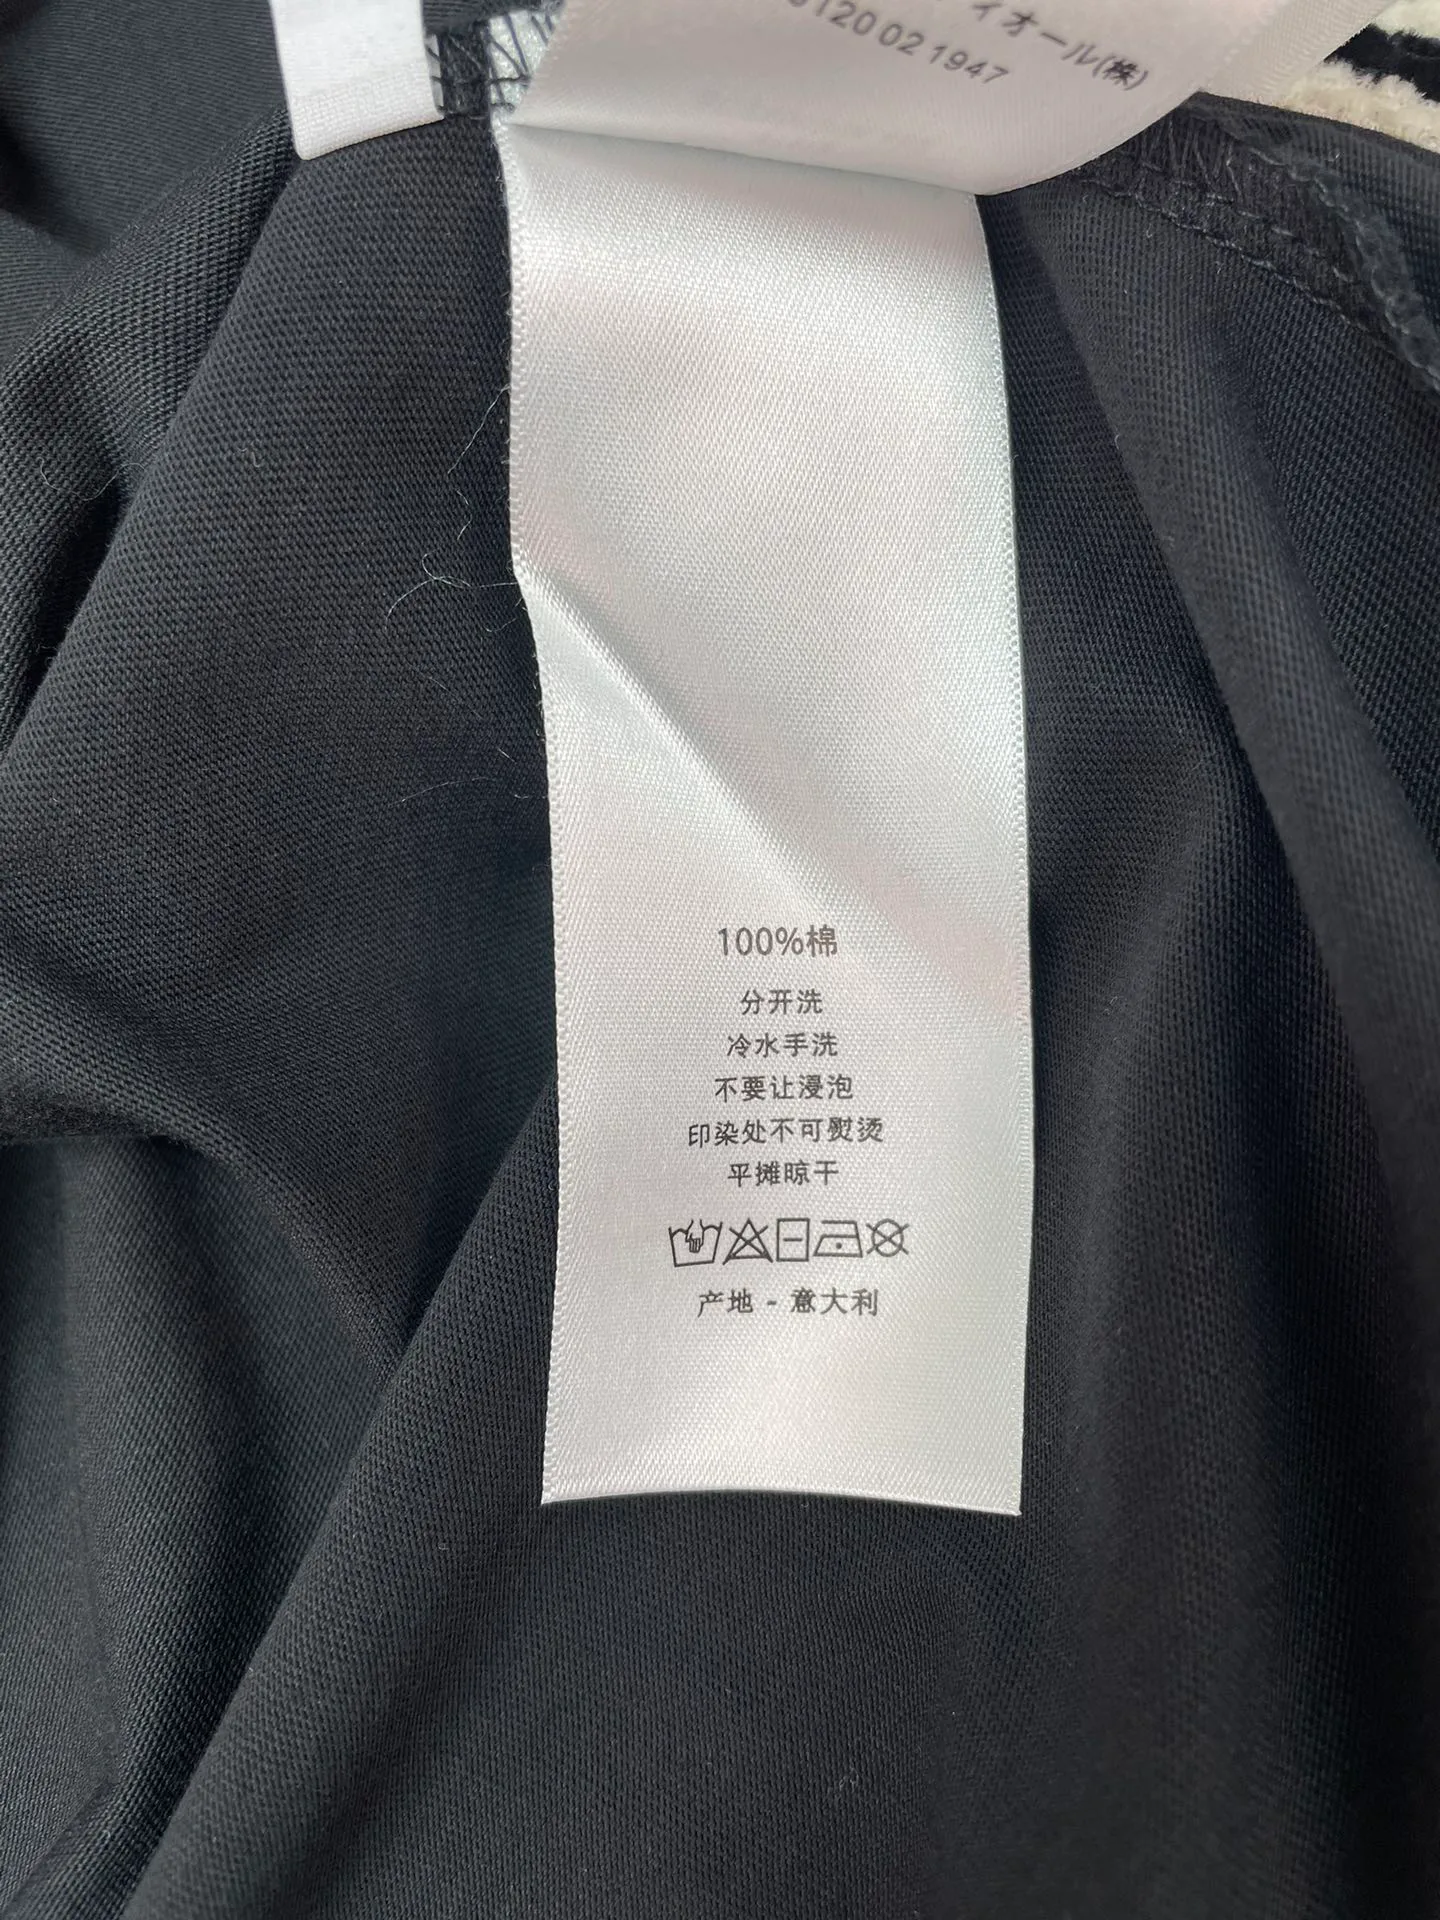 ィオール(株)
0120 02 1947
100%棉
分开洗
冷水手洗
不要让浸泡
印染处不可熨烫
平摊晾干
产地 - 意大利